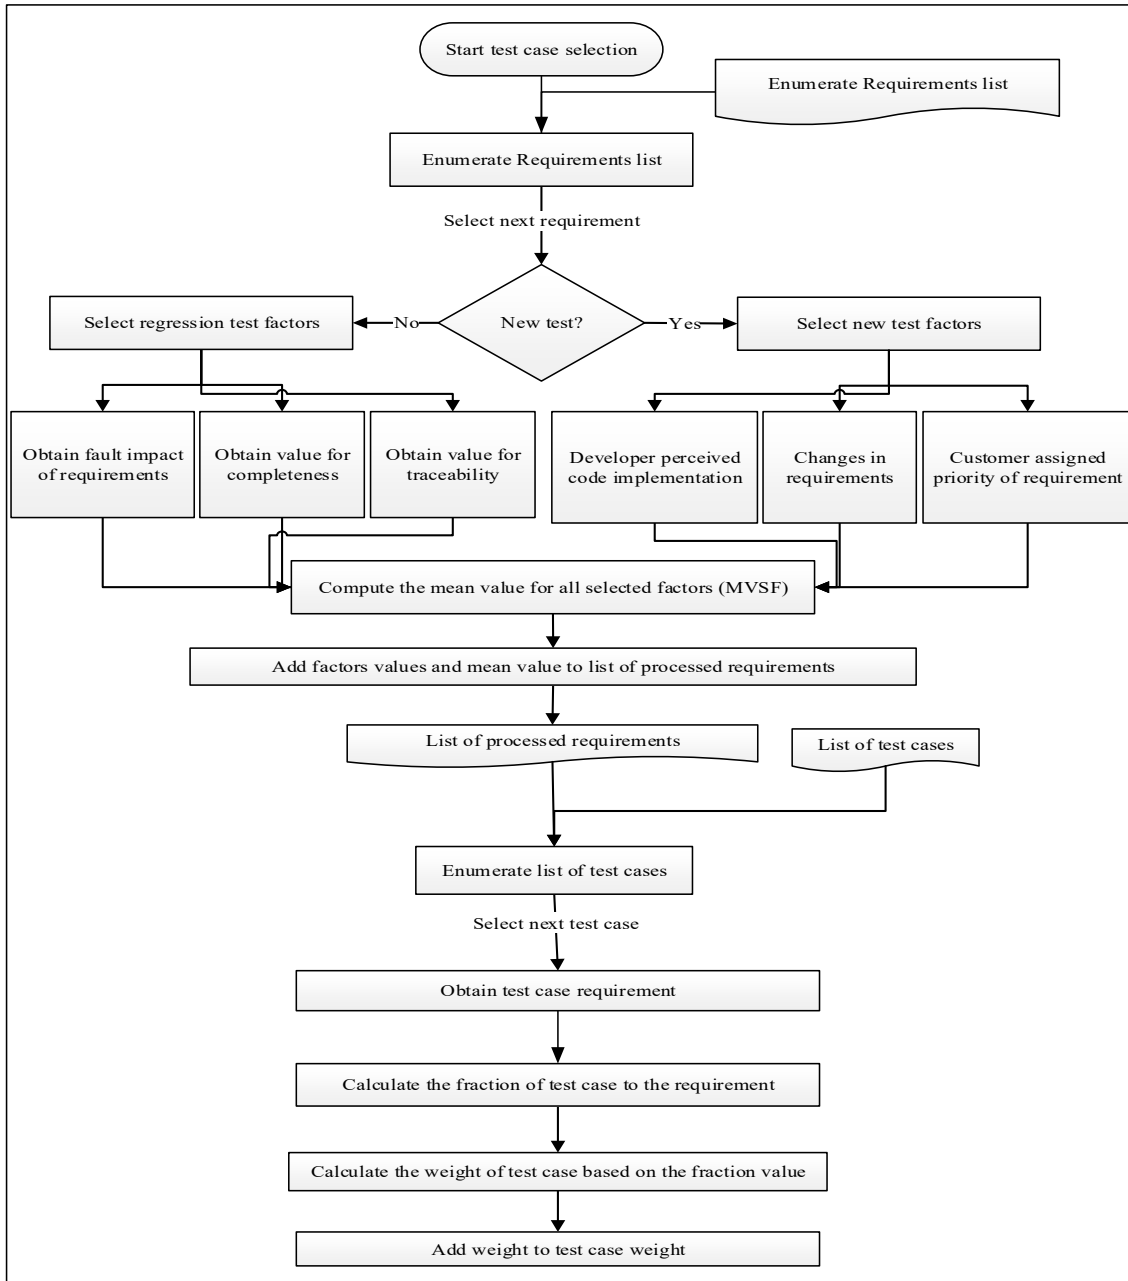 Start test case selection
Enumerate Requirements list
Enumerate Requirements list
Select next requirement
New test?
No
Yes
Select regression test factors
Select new test factors
Obtain fault impact
of requirements
Obtain value for
completeness
Obtain value for
traceability
Developer perceived
code implementation
Changes in
requirements
Customer assigned
priority of requirement
Compute the mean value for all selected factors (MVSF)
Add factors values and mean value to list of processed requirements
List of processed requirements
List of test cases
Enumerate list of test cases
Select next test case
Obtain test case requirement
Calculate the fraction of test case to the requirement
Calculate the weight of test case based on the fraction value
Add weight to test case weight